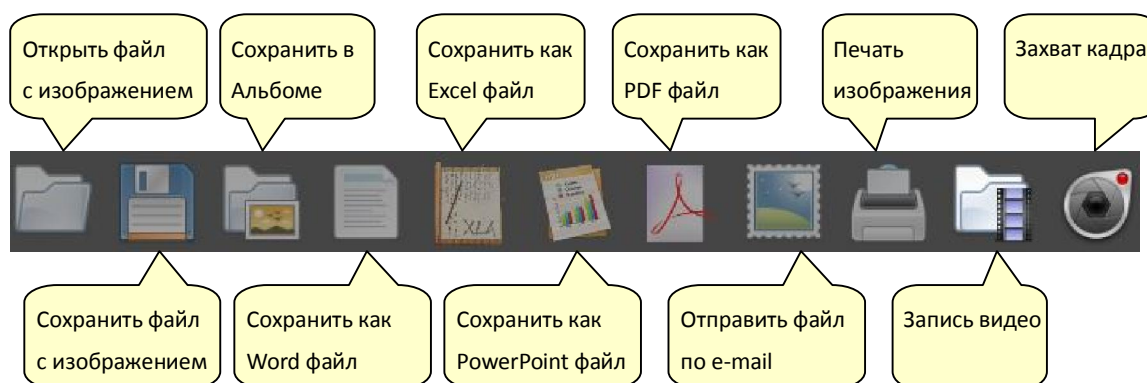 Открыть файл
с изображением
Сохранить в
Альбоме
Сохранить как
Excel файл
Сохранить как
PDF файл
Печать
изображения
Захват кадра
Сохранить файл
с изображением
Сохранить как
Word файл
Сохранить как
PowerPoint файл
Отправить файл
по e-mail
Запись видео